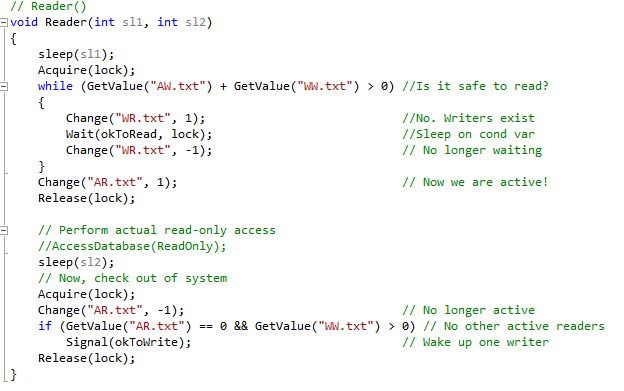 // Reader()
void Reader(int sl1, int sl2)
{
sleep(sl1);
Acquire(lock);
while (GetValue("AW.txt") + GetValue("WW.txt") > 0) //Is it safe to read?
{
Change("WR.txt", 1); //No. Writers exist
Wait(okToRead, lock); //Sleep on cond var
Change("WR.txt", -1); // No longer waiting
}
Change("AR.txt", 1); // Now we are active!
Release(lock);
// Perform actual read-only access
//AccessDatabase(ReadOnly);
sleep(sl2);
// Now, check out of system
Acquire(lock);
Change("AR.txt", -1); // No longer active
if (GetValue("AR.txt") == 0 && GetValue("WW.txt") > 0) // No other active readers
Signal(okToWrite); // Wake up one writer
Release(lock);
}